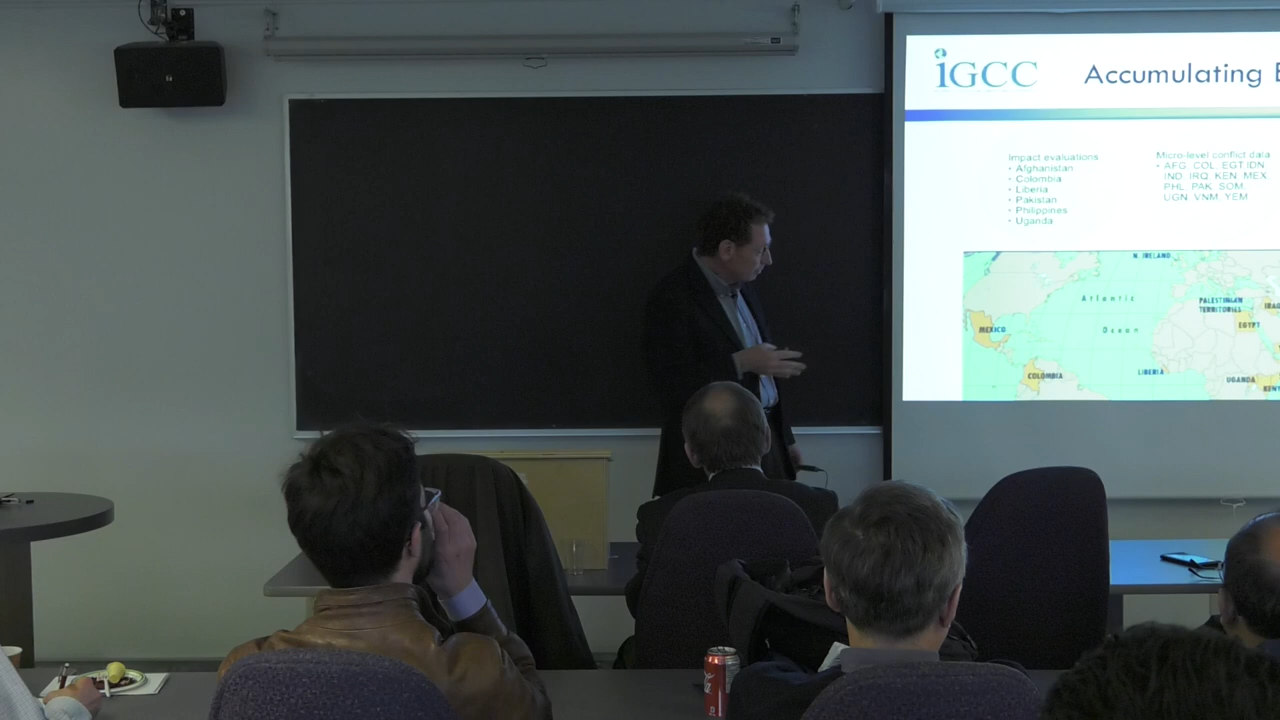 iGCC
Accumulating E
Impact evaluations
• Afghanistan
• Colombia
• Liberia
• Pakistan
• Philippines
• Uganda
Micro-level conflict data
• AFG COL EGT.IDN
IND IRQ KEN MEX
PHL PAK SOM
UGN VNM YEM
N. IRELAND
Atlantic
Ocean
PALESTINIAN
TERRITORIES
IRAQ
EGYPT
MEXICO
COLOMBIA
LIBERIA
UGANDA
KENY